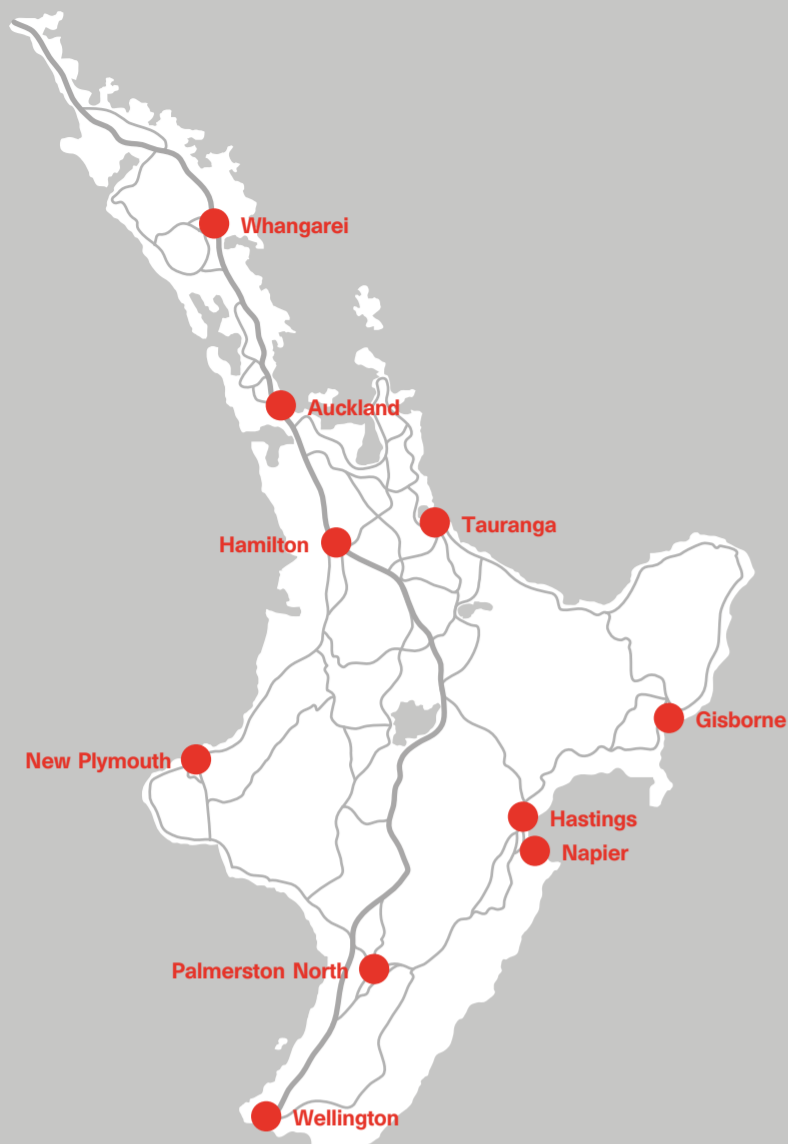 Whangarei
Auckland
Tauranga
Hamilton
Gisborne
New Plymouth
Hastings
Napier
Palmerston North
Wellington